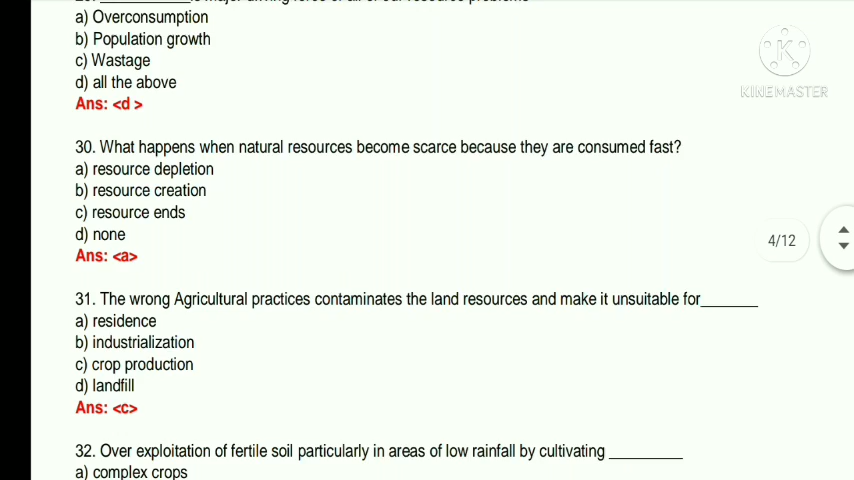 a) Overconsumption
b) Population growth
c) Wastage
d) all the above
Ans: <d >
30. What happens when natural resources become scarce because they are consumed fast?
a) resource depletion
b) resource creation
c) resource ends
d) none
Ans: <a>
31. The wrong Agricultural practices contaminates the land resources and make it unsuitable for_______
a) residence
b) industrialization
c) crop production
d) landfill
Ans: <c>
32. Over exploitation of fertile soil particularly in areas of low rainfall by cultivating _________
a) complex crops
K
KINEMASTER
4/12